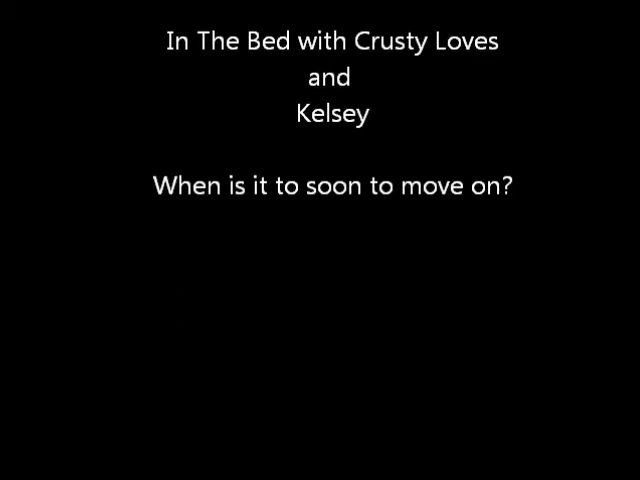 In The Bed with Crusty Loves
and
Kelsey
When is it to soon to move on?